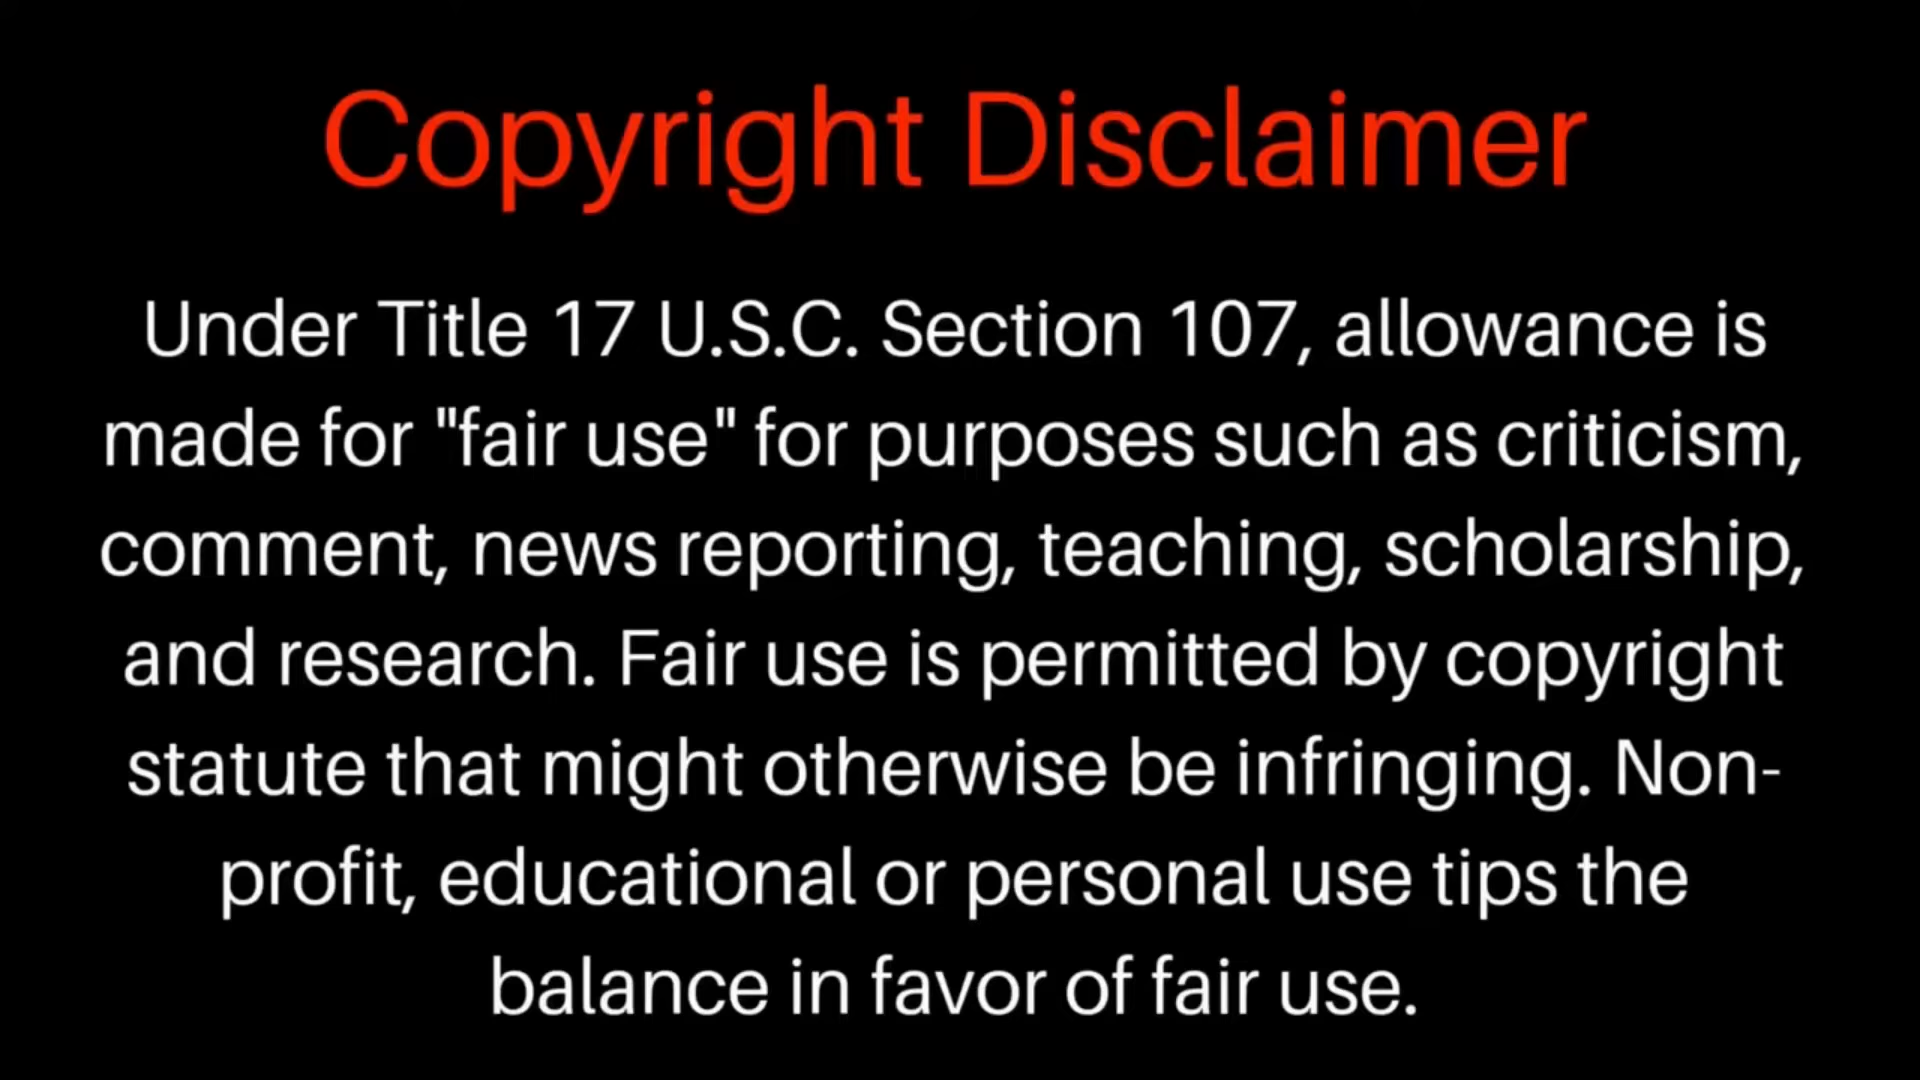 Copyright Disclaimer
Under Title 17 U.S.C. Section 107, allowance is
made for "fair use" for purposes such as criticism,
comment, news reporting, teaching, scholarship,
and research. Fair use is permitted by copyright
statute that might otherwise be infringing. Non-
profit, educational or personal use tips the
balance in favor of fair use.